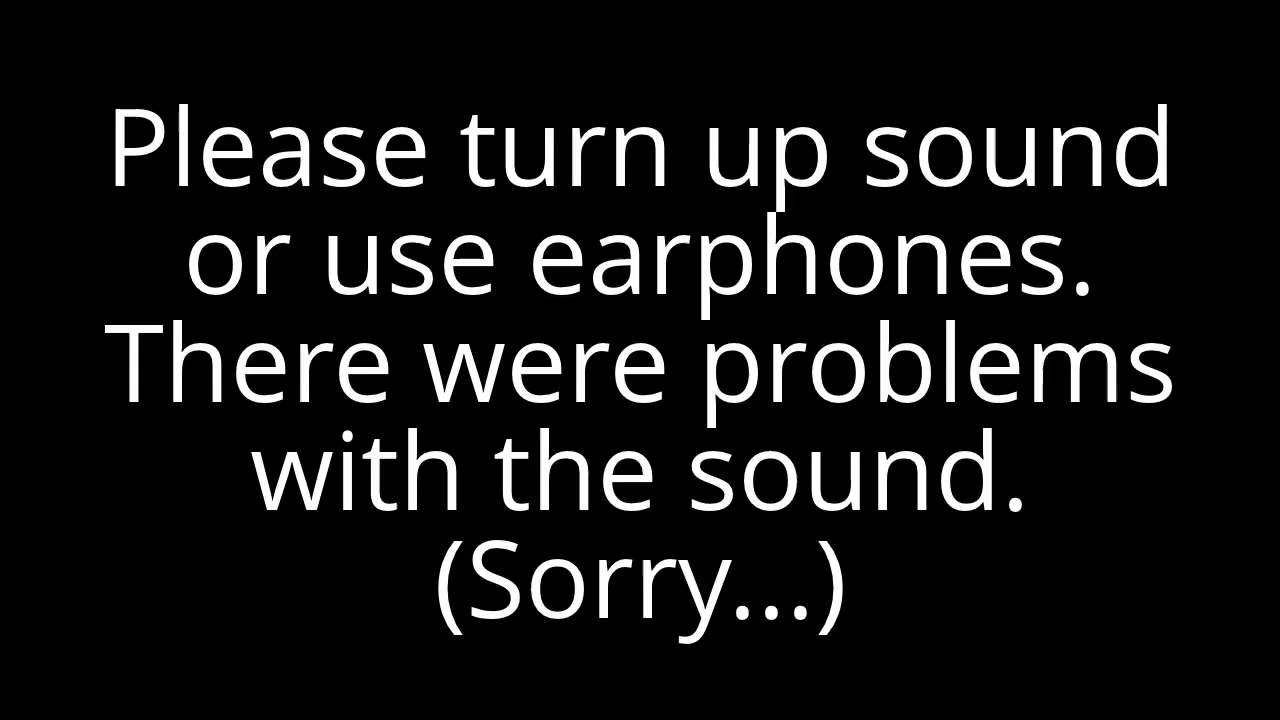 Please turn up sound
or use earphones.
There were problems
with the sound.
(Sorry...)